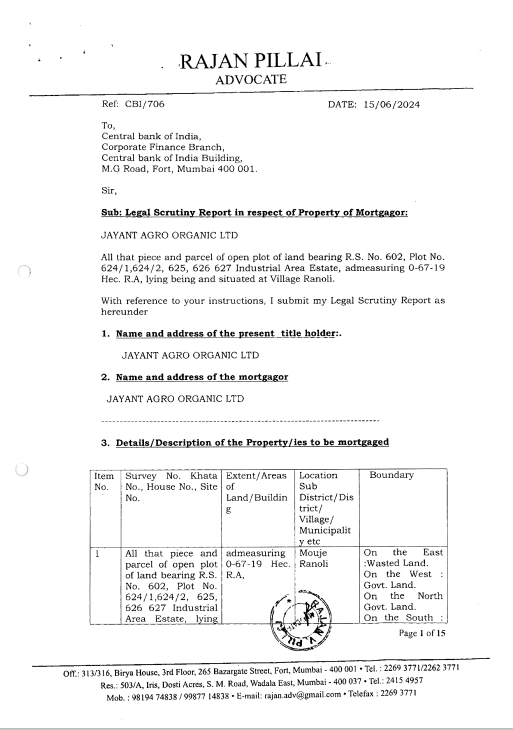 RAJAN PILLAI
ADVOCATE
Ref: CBI/706 DATE: 15/06/2024
To,
Central bank of India,
Corporate Finance Branch,
Central bank of India Building,
M.G Road, Fort, Mumbai 400 001.
Sir,
Sub: Legal Scrutiny Report in respect of Property of Mortgagor:
JAYANT AGRO ORGANIC LTD
All that piece and parcel of open plot of land bearing R.S. No. 602, Plot No.
624/1,624/2, 625, 626 627 Industrial Area Estate, admeasuring 0-67-19
Hec. R.A, lying being and situated at Village Ranoli.
With reference to your instructions, I submit my Legal Scrutiny Report as
hereunder
1. Name and address of the present title holder:.
JAYANT AGRO ORGANIC LTD
2. Name and address of the mortgagor
JAYANT AGRO ORGANIC LTD
3. Details/Description of the Property/ies to be mortgaged
Item No.
Survey No. Khata
No., House No., Site
No.
Extent/Areas
of
Land/Buildin
g
Location
Sub
District/Dis
trict/
Village/
Municipalit
y etc
Boundary
1
All that piece and
parcel of open plot
of land bearing R.S.
No. 602, Plot No.
624/1,624/2, 625,
626 627 Industrial
Area Estate, lying
admeasuring
0-67-19 Hec.
R.A,
Mouje
Ranoli
On the East
:Wasted Land.
On the West :
Govt. Land.
On the North
Govt. Land.
On the South :
Page 1 of 15
Off.: 313/316, Birya House, 3rd Floor, 265 Bazargate Street, Fort, Mumbai - 400 001 • Tel. : 2269 3771/2262 3771
Res.: 503/A, Iris, Dosti Acres, S. M. Road, Wadala East, Mumbai - 400 037 • Tel.: 2415 4957
Mob. : 98194 74838 / 99877 14838 • E-mail: rajan.adv@gmail.com • Telefax : 2269 3771